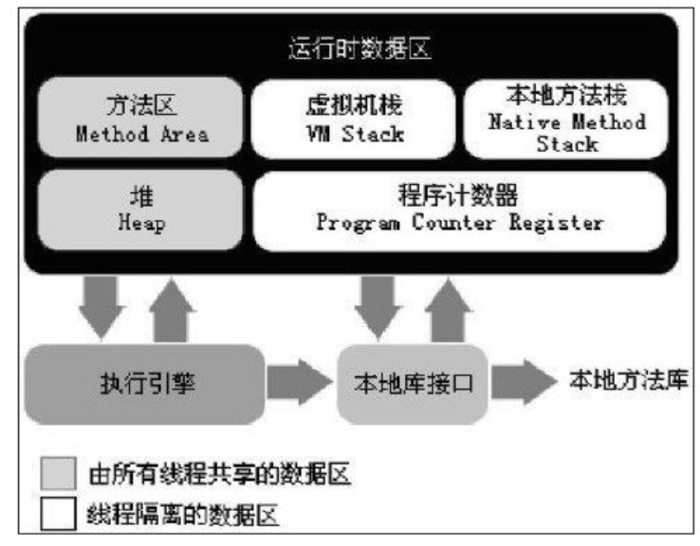 运行时数据区
方法区
Method Area
虚拟机栈
VM Stack
本地方法栈
Native Method
Stack
堆
Heap
程序计数器
Program Counter Register
执行引擎
本地库接口
本地方法库
由所有线程共享的数据区
线程隔离的数据区